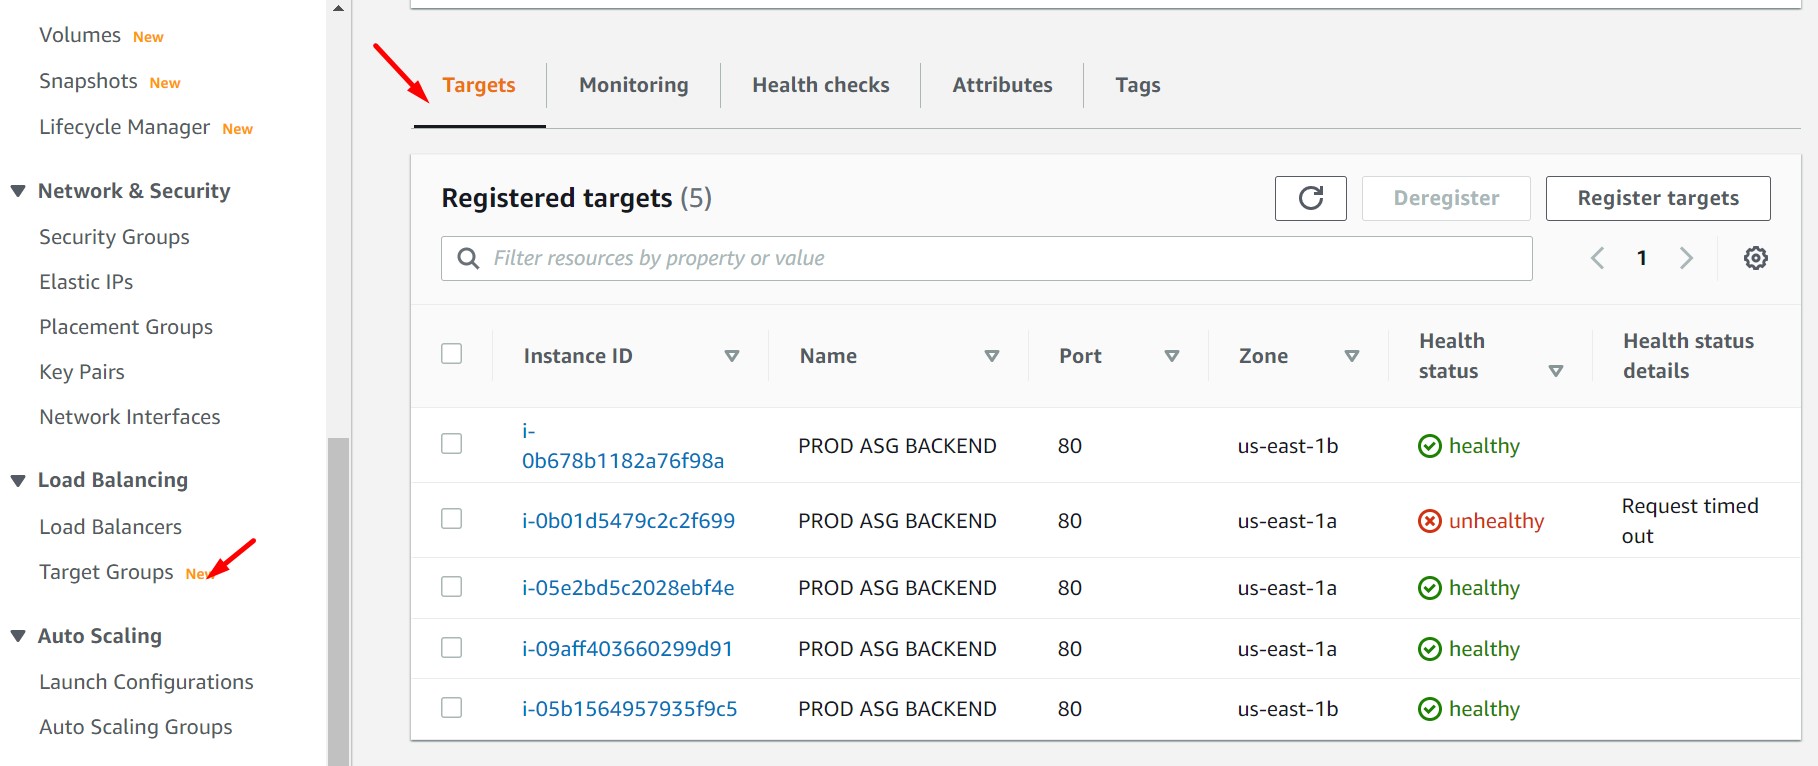 Volumes New
Snapshots New
Lifecycle Manager New
Network & Security
Security Groups
Elastic IPs
Placement Groups
Key Pairs
Network Interfaces
Load Balancing
Load Balancers
Target Groups New
Auto Scaling
Launch Configurations
Auto Scaling Groups
Targets Monitoring Health checks Attributes Tags
Registered targets (5) Deregister Register targets
Filter resources by property or value 1
Instance ID Name Port Zone Health status Health status details
i-0b678b1182a76f98a PROD ASG BACKEND 80 us-east-1b healthy
i-0b01d5479c2c2f699 PROD ASG BACKEND 80 us-east-1a unhealthy Request timed out
i-05e2bd5c2028ebf4e PROD ASG BACKEND 80 us-east-1a healthy
i-09aff403660299d91 PROD ASG BACKEND 80 us-east-1a healthy
i-05b1564957935f9c5 PROD ASG BACKEND 80 us-east-1b healthy